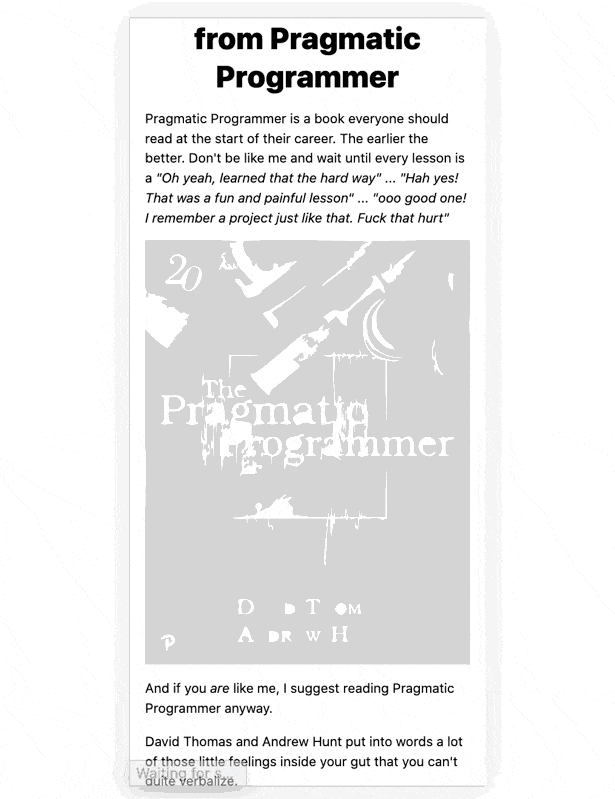 from Pragmatic
Programmer
Pragmatic Programmer is a book everyone should
read at the start of their career. The earlier the
better. Don't be like me and wait until every lesson is
a "Oh yeah, learned that the hard way" ... "Hah yes!
That was a fun and painful lesson" ... "ooo good one!
I remember a project just like that. Fuck that hurt"
20
The
Pragmatic
Programmer
D D TOM
A DR W H
P
And if you are like me, I suggest reading Pragmatic
Programmer anyway.
David Thomas and Andrew Hunt put into words a lot
of those little feelings inside your gut that you can't
quite verbalize.
Waiting for s...